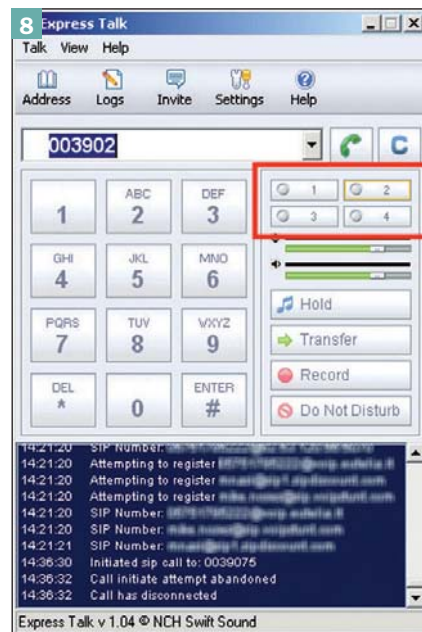 8
Express Talk
Talk View Help
Address Logs Invite Settings Help
003902
C
1 2
3 4
1
ABC
2
DEF
3
GHI
4
JKL
5
MNO
6
PQRS
7
TUV
8
WXYZ
9
DEL
*
0
ENTER
#
Hold
Transfer
Record
Do Not Disturb
14:21:20 SIP Number:
14:21:20 Attempting to register
14:21:20 Attempting to register
14:21:20 Attempting to register
14:21:20 SIP Number:
14:21:20 SIP Number:
14:21:21 SIP Number:
14:36:30 Initiated sip call to: 0039075
14:36:32 Call initiate attempt abandoned
14:36:32 Call has disconnected
Express Talk v 1.04 © NCH Swift Sound